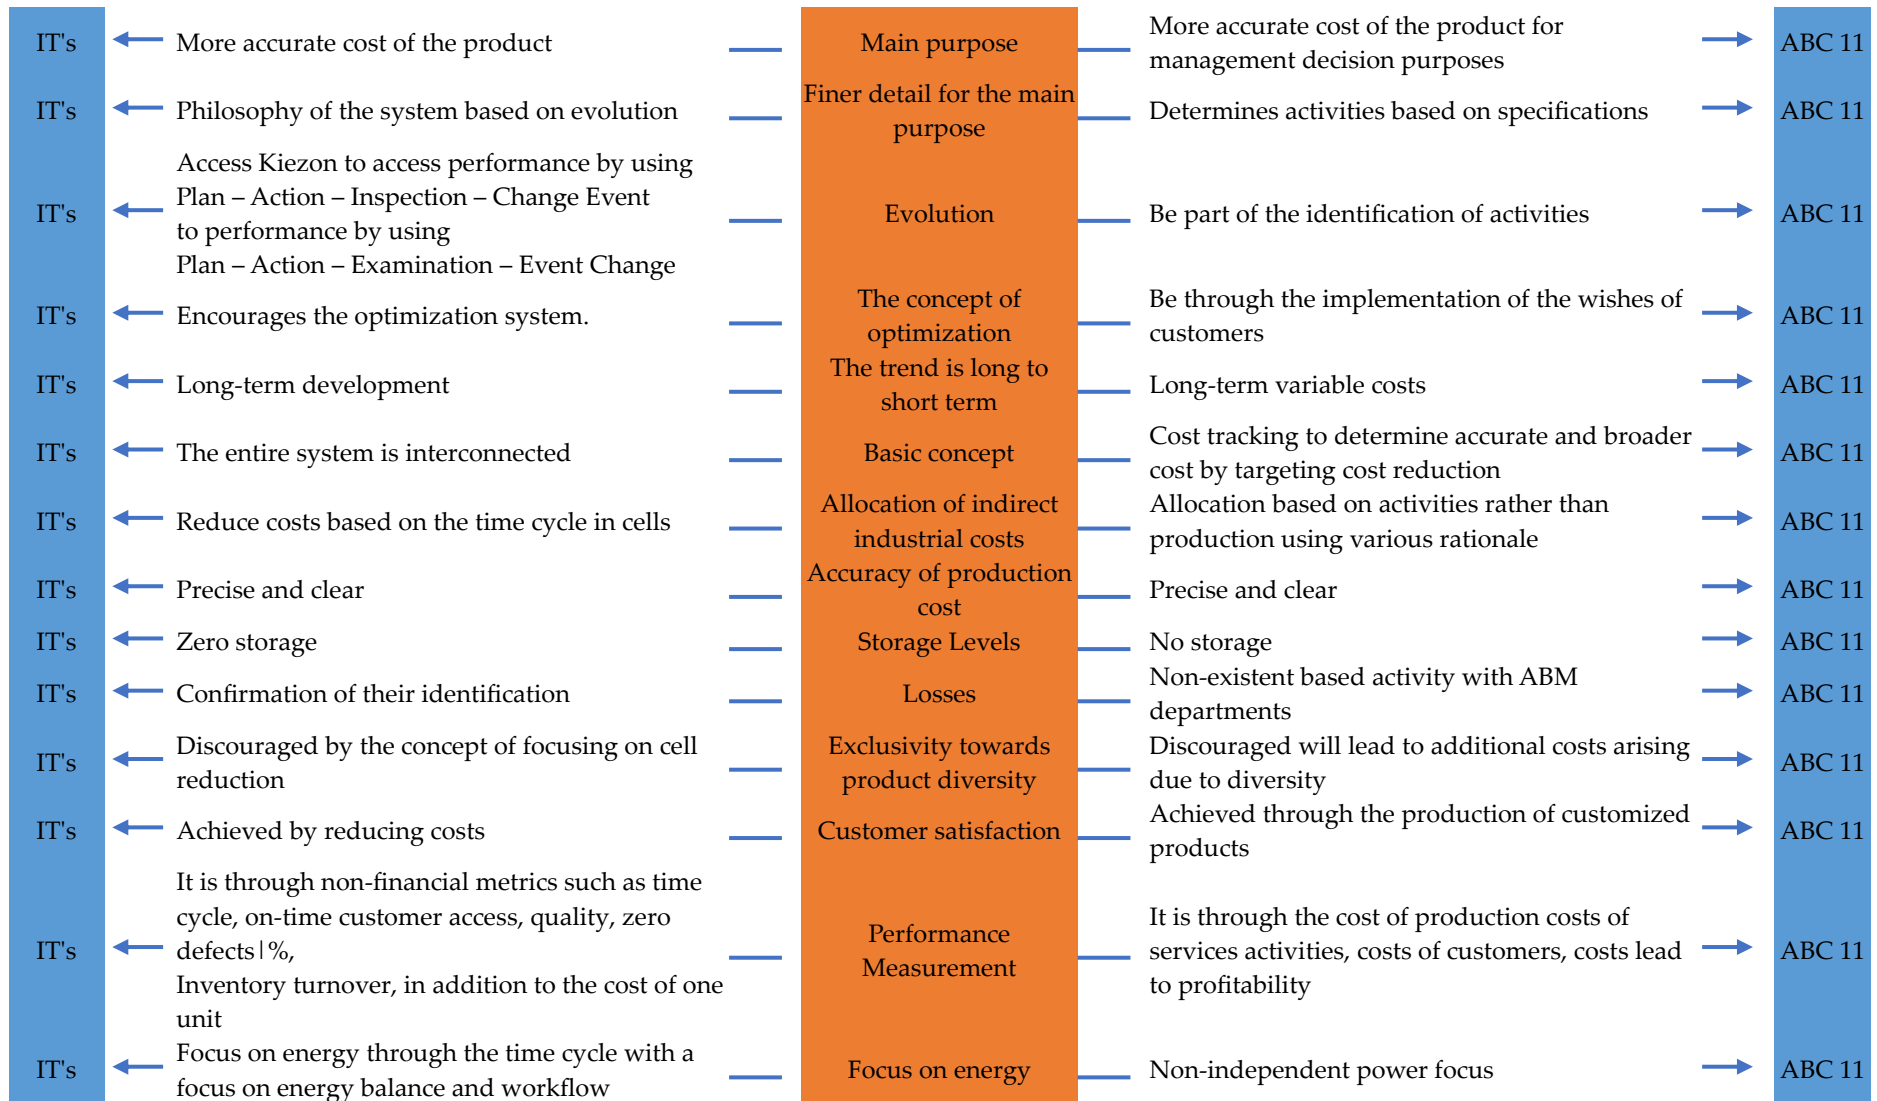 IT's
More accurate cost of the product
Main purpose
More accurate cost of the product for
management decision purposes
ABC 11
IT's
Philosophy of the system based on evolution
Finer detail for the main
purpose
Determines activities based on specifications
ABC 11
IT's
Access Kiezon to access performance by using
Plan – Action – Inspection – Change Event
to performance by using
Plan – Action – Examination – Event Change
Evolution
Be part of the identification of activities
ABC 11
IT's
Encourages the optimization system.
The concept of
optimization
Be through the implementation of the wishes of
customers
ABC 11
IT's
Long-term development
The trend is long to
short term
Long-term variable costs
ABC 11
IT's
The entire system is interconnected
Basic concept
Cost tracking to determine accurate and broader
cost by targeting cost reduction
ABC 11
IT's
Reduce costs based on the time cycle in cells
Allocation of indirect
industrial costs
Allocation based on activities rather than
production using various rationale
ABC 11
IT's
Precise and clear
Accuracy of production
cost
Precise and clear
ABC 11
IT's
Zero storage
Storage Levels
No storage
ABC 11
IT's
Confirmation of their identification
Losses
Non-existent based activity with ABM
departments
ABC 11
IT's
Discouraged by the concept of focusing on cell
reduction
Exclusivity towards
product diversity
Discouraged will lead to additional costs arising
due to diversity
ABC 11
IT's
Achieved by reducing costs
Customer satisfaction
Achieved through the production of customized
products
ABC 11
IT's
It is through non-financial metrics such as time
cycle, on-time customer access, quality, zero
defects|%,
Inventory turnover, in addition to the cost of one
unit
Performance
Measurement
It is through the cost of production costs of
services activities, costs of customers, costs lead
to profitability
ABC 11
IT's
Focus on energy through the time cycle with a
focus on energy balance and workflow
Focus on energy
Non-independent power focus
ABC 11